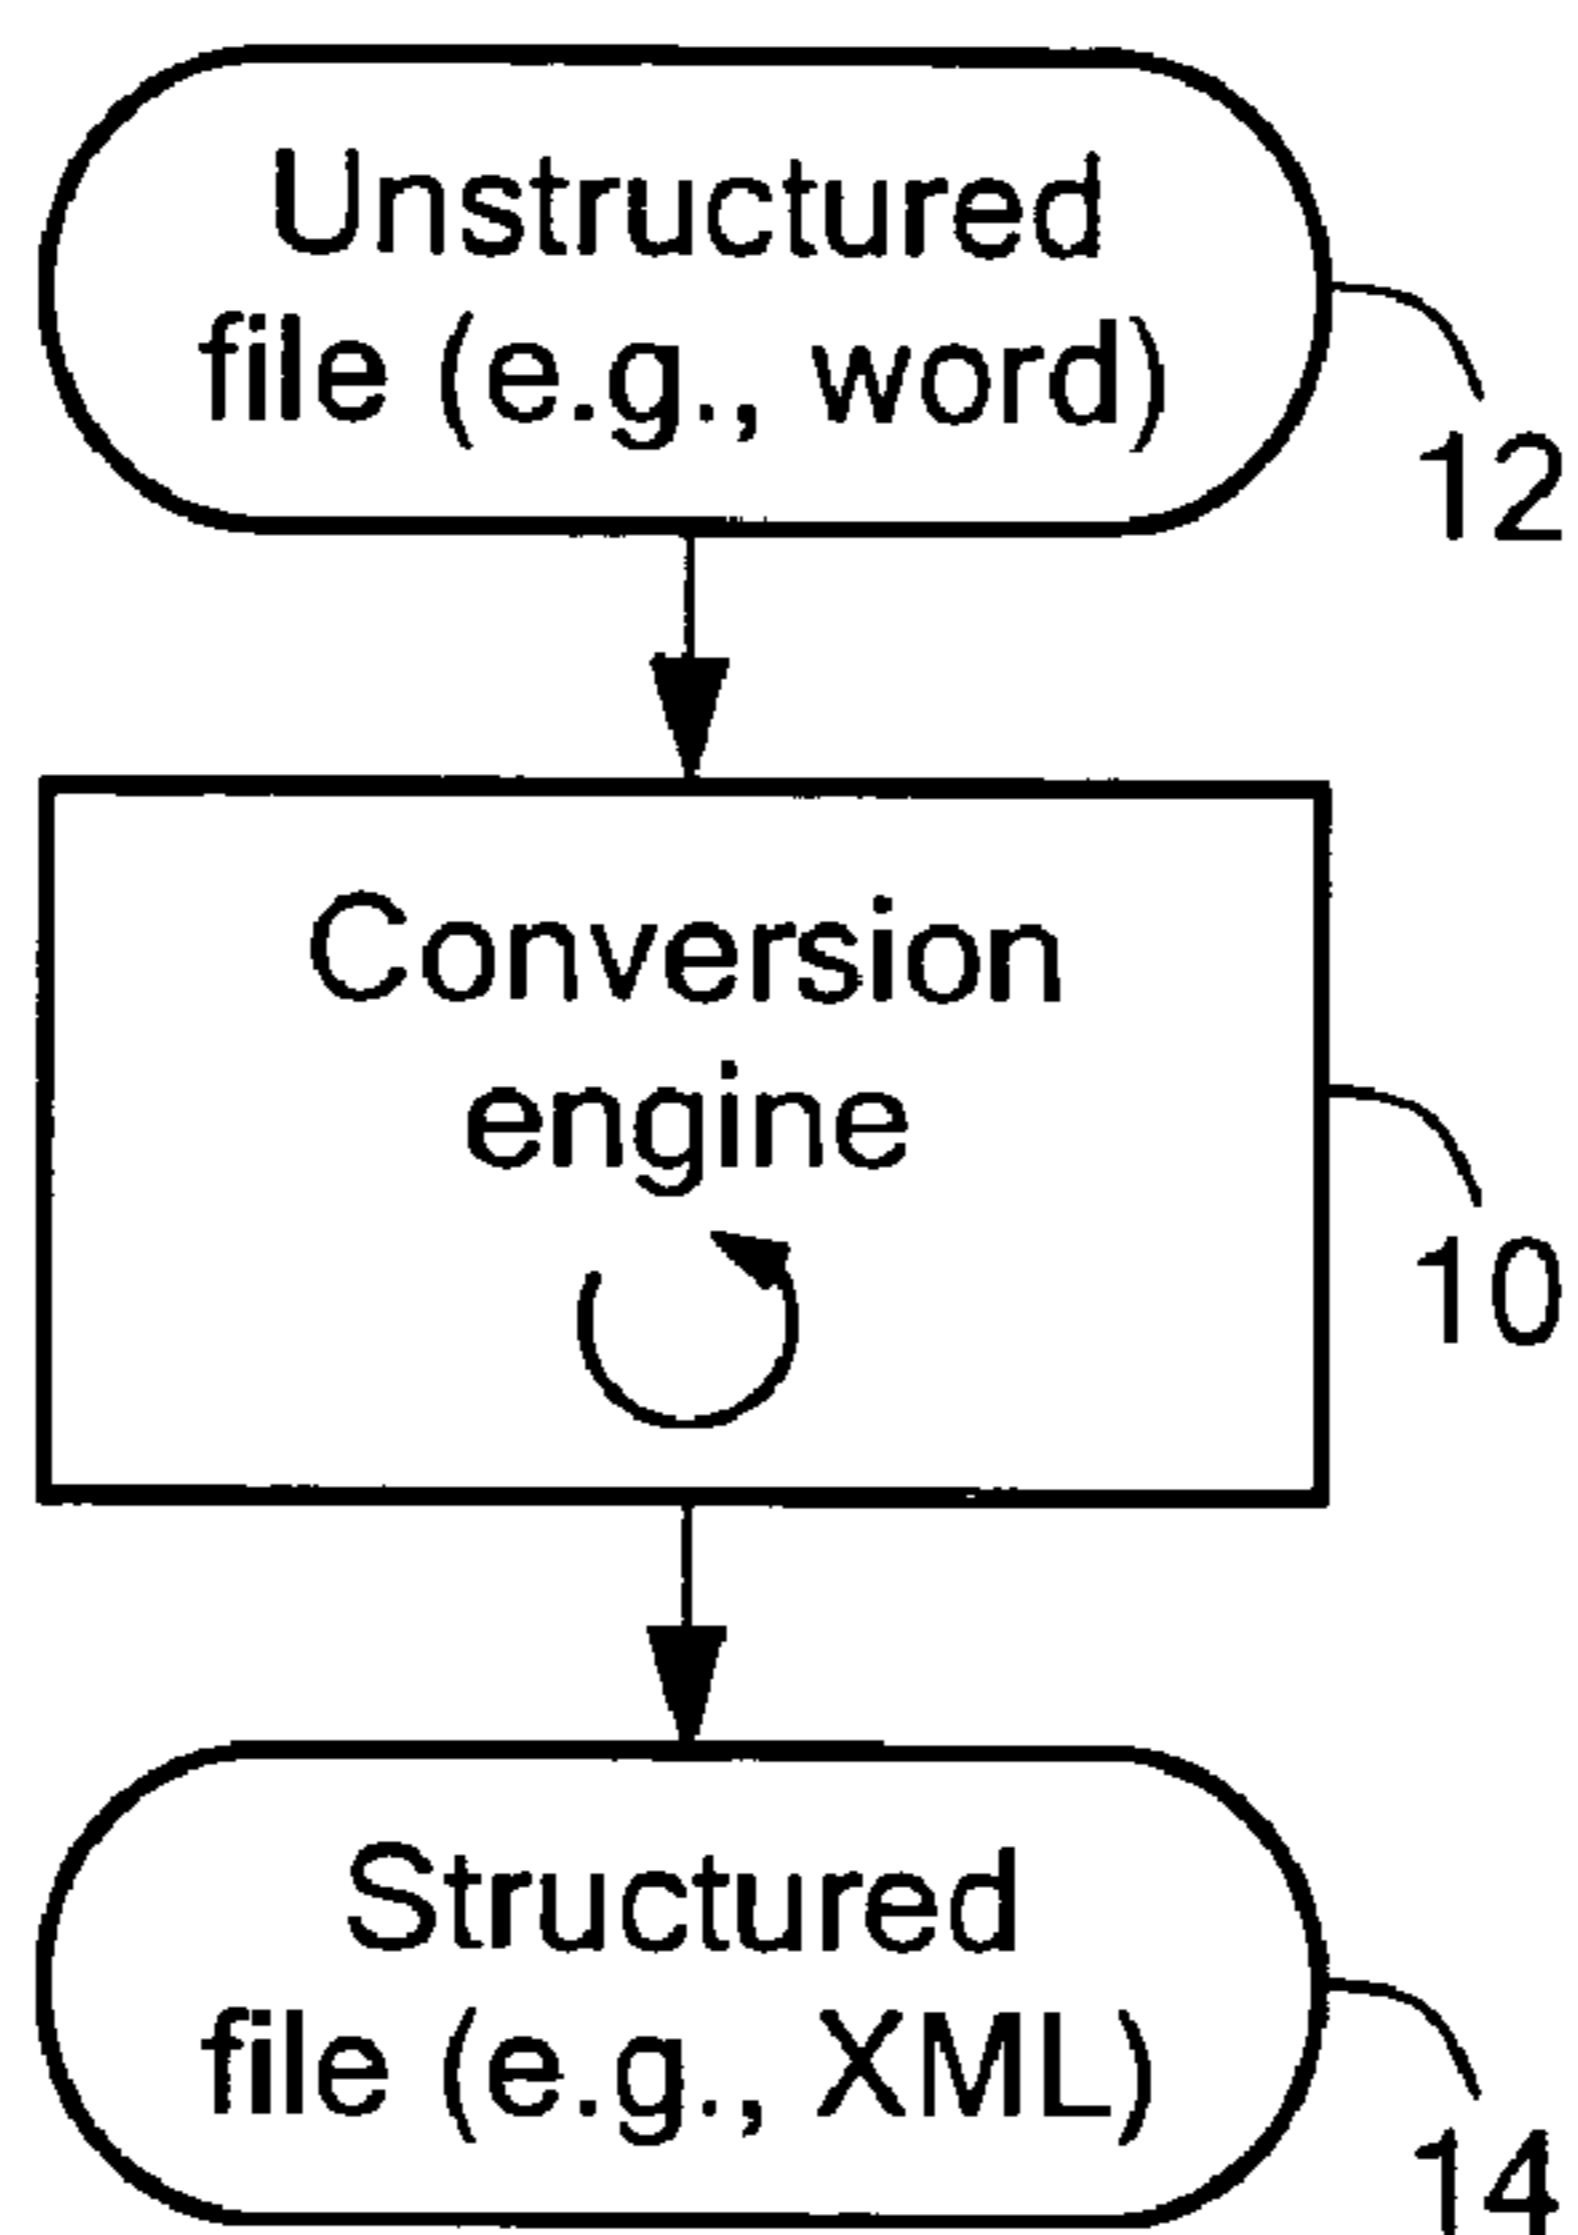 Unstructured
file (e.g., word)
12
Conversion
engine
10
Structured
file (e.g., XML)
14